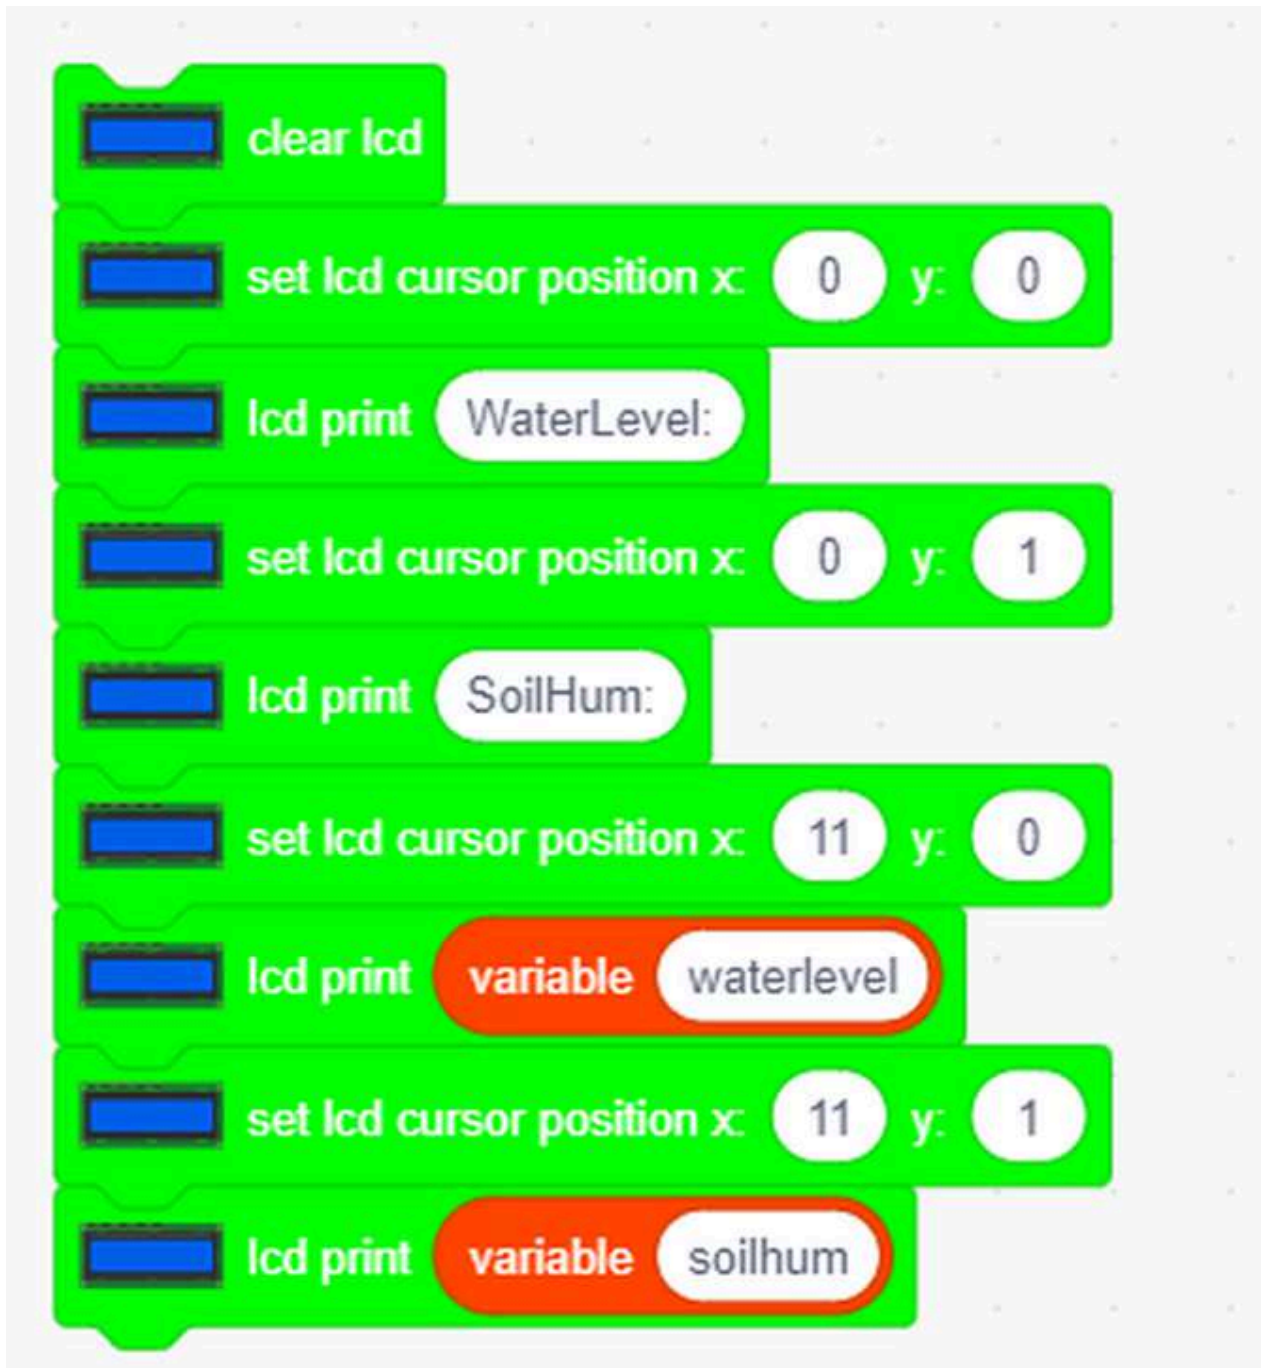 clear lcd
set lcd cursor position x: 0 y: 0
lcd print WaterLevel:
set lcd cursor position x: 0 y: 1
lcd print SoilHum:
set lcd cursor position x: 11 y: 0
lcd print variable waterlevel
set lcd cursor position x: 11 y: 1
lcd print variable soilhum